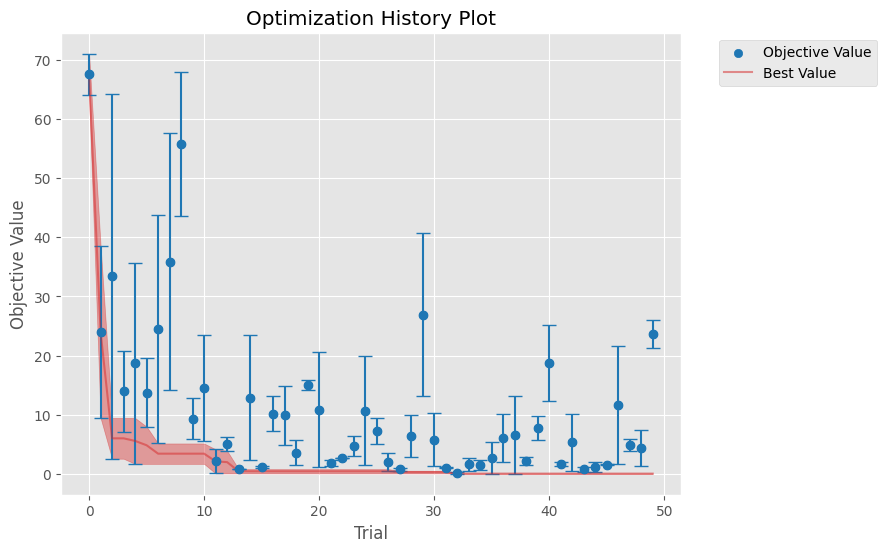 Optimization History Plot
Objective Value
Best Value
Objective Value
70
60
50
40
30
20
10
0
0 10 20 30 40 50
Trial